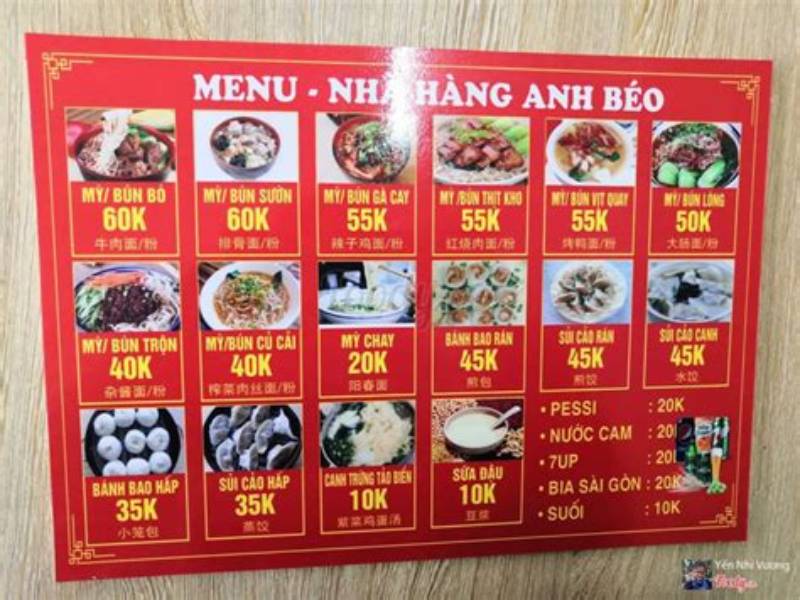 MENU - NHÀ HÀNG ANH BÉO
MỲ/ BÚN BÒ
60K
牛肉面/粉
MỲ/ BÚN SƯỜN
60K
排骨面/粉
MỲ/ BÚN GÀ CAY
55K
辣子鸡面/粉
MỲ /BÚN THỊT KHO
55K
红烧肉面/粉
MỲ/ BÚN VỊT QUAY
55K
烤鸭面/粉
MỲ/ BÚN LÒNG
50K
大肠面/粉
MỲ/ BÚN TRỘN
40K
杂酱面/粉
MỲ/BÚN CỦ CẢI
40K
榨菜肉丝面/粉
MỲ CHAY
20K
阳春面
BÁNH BAO RÁN
45K
煎包
SỦI CẢO RÁN
45K
煎饺
SỦI CẢO CANH
45K
水饺
BÁNH BAO HẤP
35K
小笼包
SỦI CẢO HẤP
35K
蒸饺
CANH TRỨNG TẢO BIỂN
10K
紫菜鸡蛋汤
SỮA ĐẬU
10K
豆浆
• PESSI : 20K
• NƯỚC CAM : 20
• 7UP : 20
• BIA SÀI GÒN : 20K
• SUỐI : 10K
Yến Nhi Vương
Foody.vn